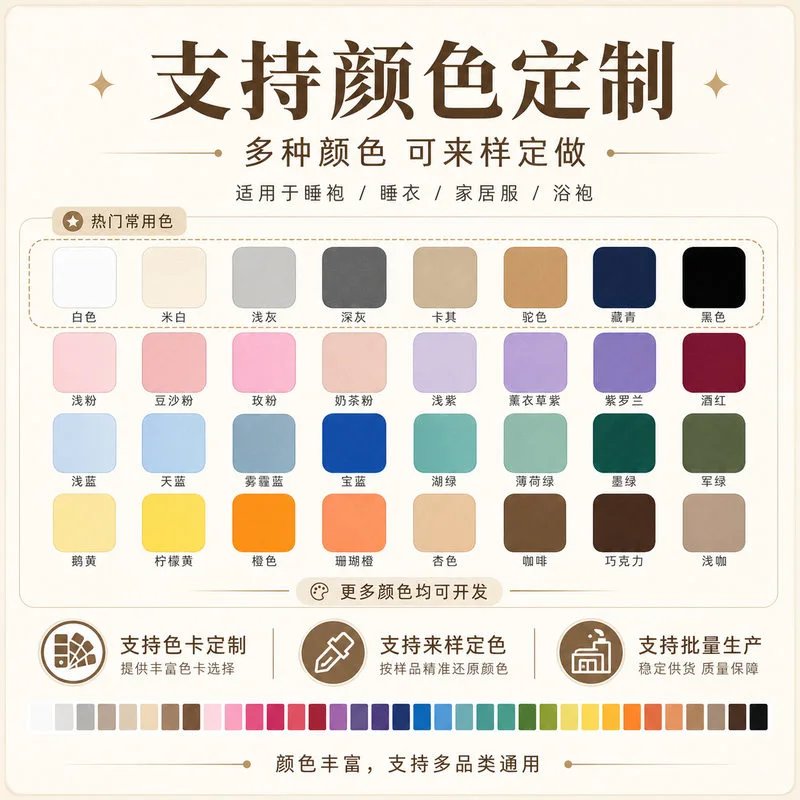 支持颜色定制
多种颜色 可来样定做
适用于睡袍 / 睡衣 / 家居服 / 浴袍
热门常用色
白色 米白 浅灰 深灰 卡其 驼色 藏青 黑色
浅粉 豆沙粉 玫粉 奶茶粉 浅紫 薰衣草紫 紫罗兰 酒红
浅蓝 天蓝 雾霾蓝 宝蓝 湖绿 薄荷绿 墨绿 军绿
鹅黄 柠檬黄 橙色 珊瑚橙 杏色 咖啡 巧克力 浅咖
更多颜色均可开发
支持色卡定制 支持来样定色 支持批量生产
提供丰富色卡选择 按样品精准还原颜色 稳定供货 质量保障
颜色丰富，支持多品类通用